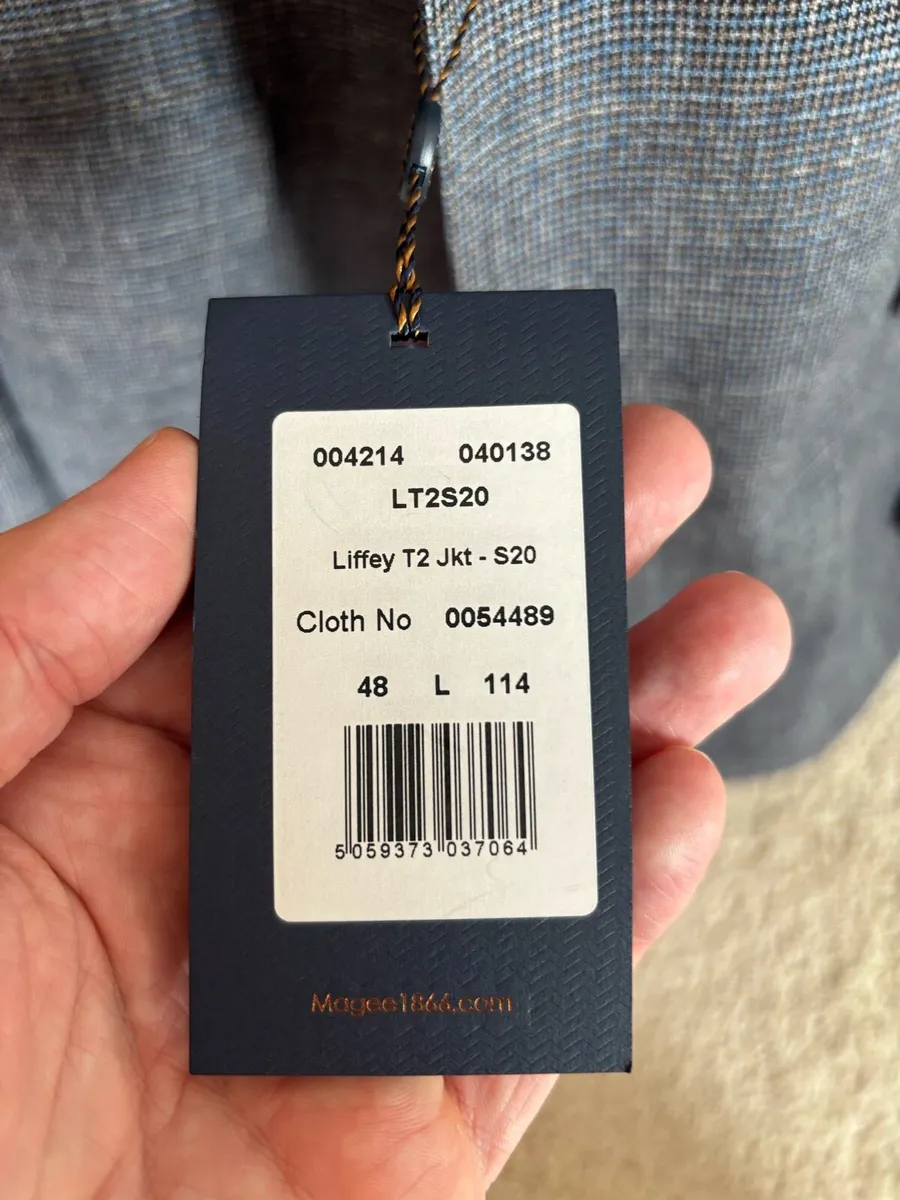 004214 040138
LT2S20
Liffey T2 Jkt - S20
Cloth No 0054489
48 L 114
5 059373 037064
Magee1866.com